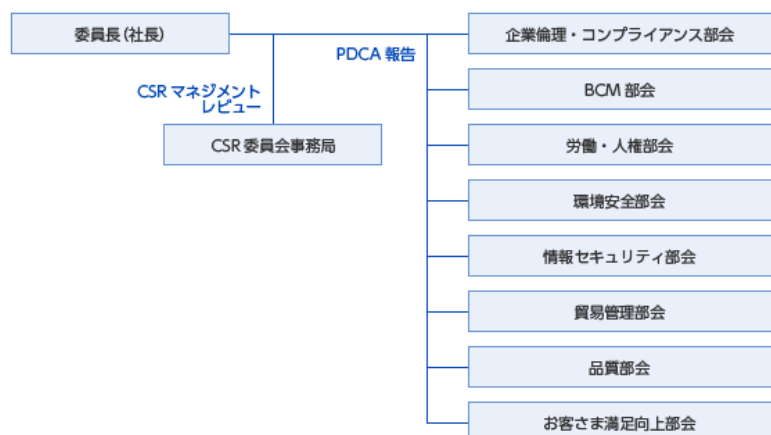 委員長（社長）
企業倫理・コンプライアンス部会
PDCA 報告
CSR マネジメント
レビュー
BCM 部会
CSR 委員会事務局
労働・人権部会
環境安全部会
情報セキュリティ部会
貿易管理部会
品質部会
お客さま満足向上部会